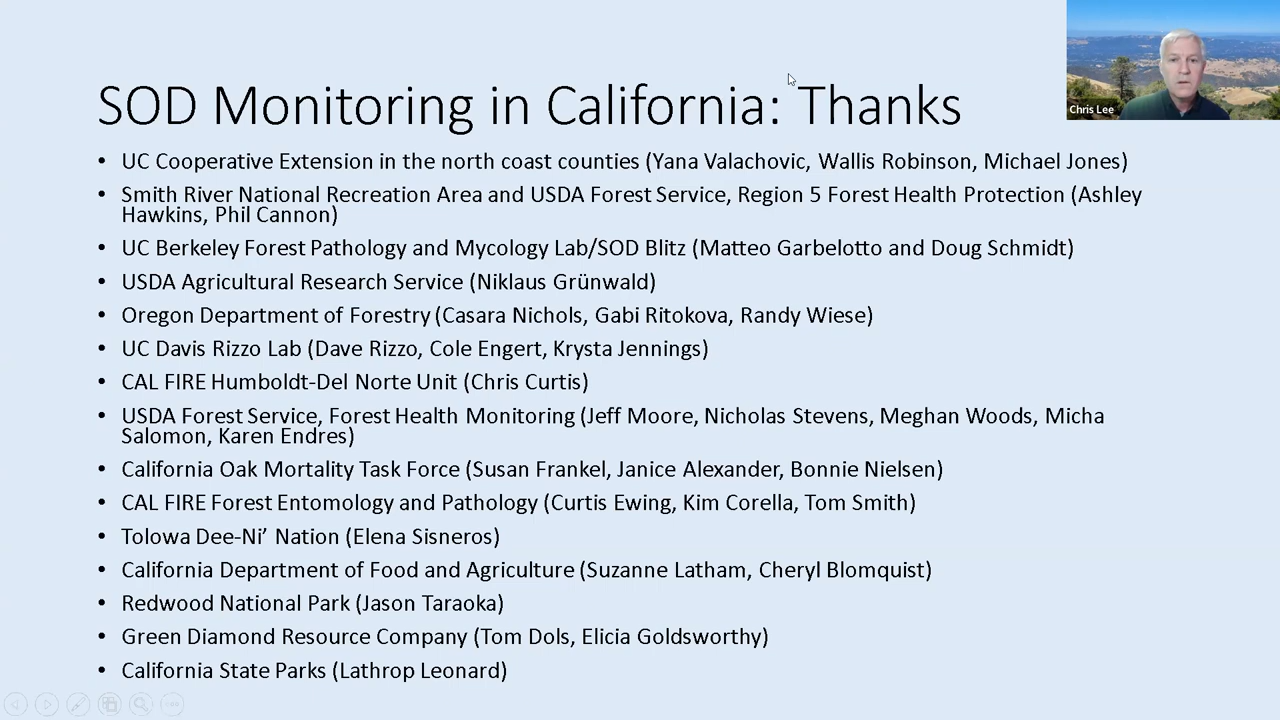 SOD Monitoring in California: Thanks
Chris Lee
• UC Cooperative Extension in the north coast counties (Yana Valachovic, Wallis Robinson, Michael Jones)
• Smith River National Recreation Area and USDA Forest Service, Region 5 Forest Health Protection (Ashley
Hawkins, Phil Cannon)
• UC Berkeley Forest Pathology and Mycology Lab/SOD Blitz (Matteo Garbelotto and Doug Schmidt)
• USDA Agricultural Research Service (Niklaus Grünwald)
• Oregon Department of Forestry (Casara Nichols, Gabi Ritokova, Randy Wiese)
• UC Davis Rizzo Lab (Dave Rizzo, Cole Engert, Krysta Jennings)
• CAL FIRE Humboldt-Del Norte Unit (Chris Curtis)
• USDA Forest Service, Forest Health Monitoring (Jeff Moore, Nicholas Stevens, Meghan Woods, Micha
Salomon, Karen Endres)
• California Oak Mortality Task Force (Susan Frankel, Janice Alexander, Bonnie Nielsen)
• CAL FIRE Forest Entomology and Pathology (Curtis Ewing, Kim Corella, Tom Smith)
• Tolowa Dee-Ni’ Nation (Elena Sisneros)
• California Department of Food and Agriculture (Suzanne Latham, Cheryl Blomquist)
• Redwood National Park (Jason Taraoka)
• Green Diamond Resource Company (Tom Dols, Elicia Goldsworthy)
• California State Parks (Lathrop Leonard)